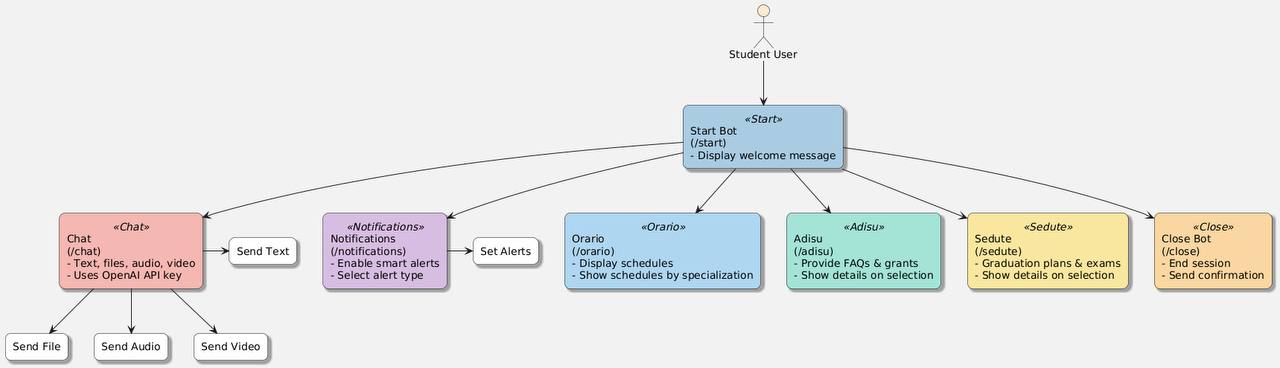 Student User
«Start»
Start Bot
(/start)
- Display welcome message
«Chat»
Chat
(/chat)
- Text, files, audio, video
- Uses OpenAI API key
Send Text
«Notifications»
Notifications
(/notifications)
- Enable smart alerts
- Select alert type
Set Alerts
«Orario»
Orario
(/orario)
- Display schedules
- Show schedules by specialization
«Adisu»
Adisu
(/adisu)
- Provide FAQs & grants
- Show details on selection
«Sedute»
Sedute
(/sedute)
- Graduation plans & exams
- Show details on selection
«Close»
Close Bot
(/close)
- End session
- Send confirmation
Send File
Send Audio
Send Video